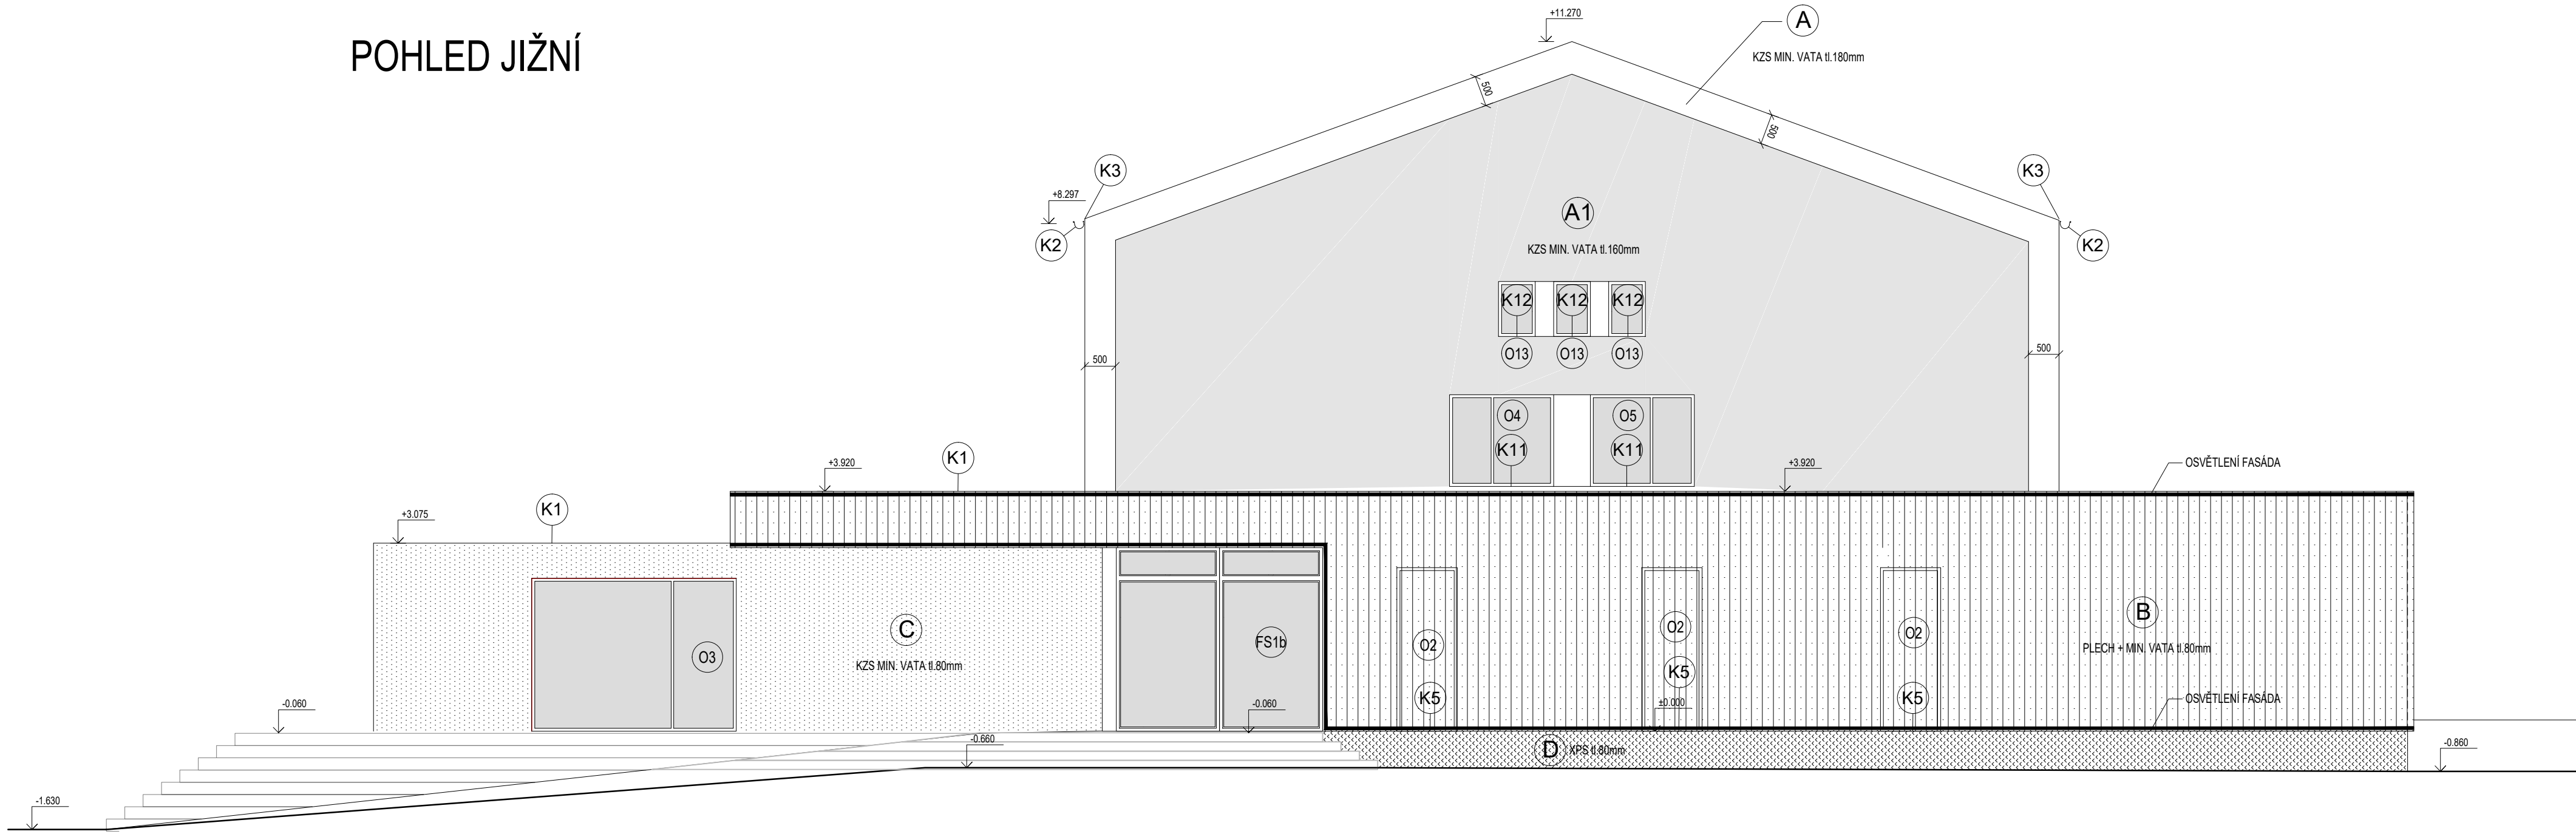 POHLED JIŽNÍ
+11.270
A
KZS MIN. VATA tl.180mm
500
500
K3
K3
+8.297
K2
K2
A1
KZS MIN. VATA tl.160mm
K12 K12 K12
O13 O13 O13
500
500
O4 O5
K11 K11
K1
+3.920
+3.920
OSVĚTLENÍ FASÁDA
K1
+3.075
C
KZS MIN. VATA tl.80mm
O3
FS1b
O2
K5
O2
K5
O2
K5
B
PLECH + MIN. VATA tl.80mm
OSVĚTLENÍ FASÁDA
-0.060
-0.060
±0.000
-0.660
D XPS tl.80mm
-0.860
-1.630